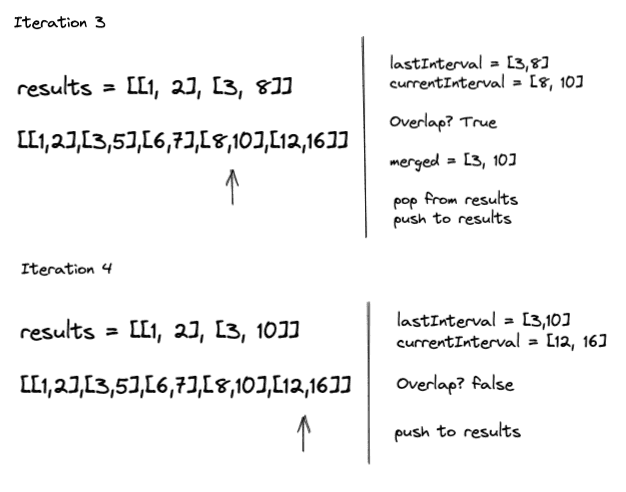 Iteration 3
results = [[1, 2], [3, 8]]
[[1,2],[3,5],[6,7],[8,10],[12,16]]
lastInterval = [3,8]
currentInterval = [8, 10]
Overlap? True
merged = [3, 10]
pop from results
push to results
Iteration 4
results = [[1, 2], [3, 10]]
[[1,2],[3,5],[6,7],[8,10],[12,16]]
lastInterval = [3,10]
currentInterval = [12, 16]
Overlap? false
push to results